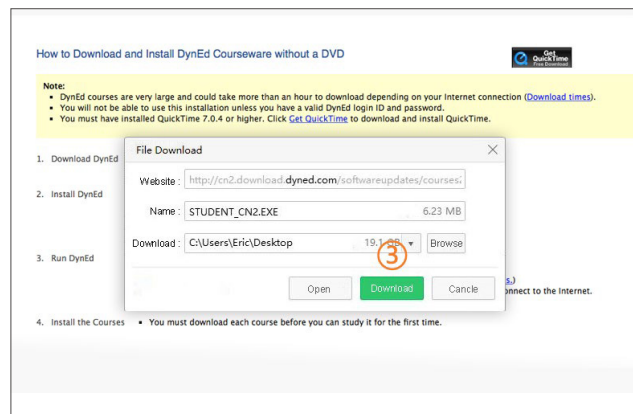 How to Download and Install DynEd Courseware without a DVD
Get
QuickTime
Free Download
Note:
• DynEd courses are very large and could take more than an hour to download depending on your Internet connection (Download times).
• You will not be able to use this installation unless you have a valid DynEd login ID and password.
• You must have installed QuickTime 7.0.4 or higher. Click Get QuickTime to download and install QuickTime.
1. Download DynEd
2. Install DynEd
3. Run DynEd
File Download
Website : http://cn2.download.dyned.com/softwareupdates/courses
Name : STUDENT_CN2.EXE 6.23 MB
Download : C:\Users\Eric\Desktop 19.1 GB Browse
③
Open Download Cancle
s.)
onnect to the Internet.
4. Install the Courses • You must download each course before you can study it for the first time.